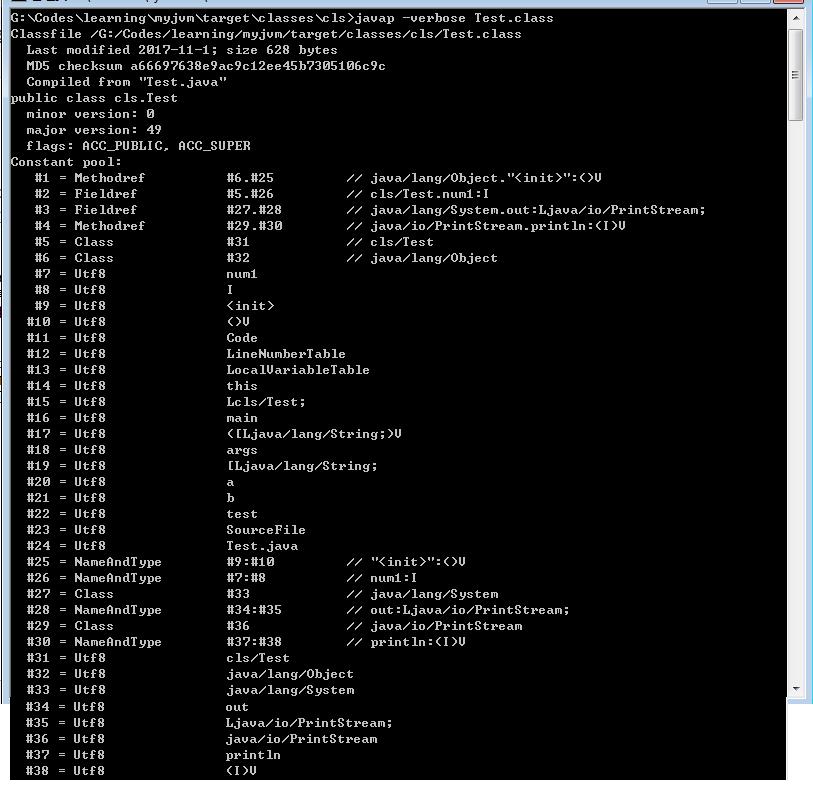 G:\Codes\learning\myjvm\target\classes\cls>javap -verbose Test.class
Classfile /G:/Codes/learning/myjvm/target/classes/cls/Test.class
  Last modified 2017-11-1; size 628 bytes
  MD5 checksum a66697638e9ac9c12ee45b7305106c9c
  Compiled from "Test.java"
public class cls.Test
  minor version: 0
  major version: 49
  flags: ACC_PUBLIC, ACC_SUPER
Constant pool:
   #1 = Methodref          #6.#25         // java/lang/Object."<init>":()V
   #2 = Fieldref           #5.#26         // cls/Test.num1:I
   #3 = Fieldref           #27.#28        // java/lang/System.out:Ljava/io/PrintStream;
   #4 = Methodref          #29.#30        // java/io/PrintStream.println:(I)V
   #5 = Class              #31            // cls/Test
   #6 = Class              #32            // java/lang/Object
   #7 = Utf8               num1
   #8 = Utf8               I
   #9 = Utf8               <init>
  #10 = Utf8               ()V
  #11 = Utf8               Code
  #12 = Utf8               LineNumberTable
  #13 = Utf8               LocalVariableTable
  #14 = Utf8               this
  #15 = Utf8               Lcls/Test;
  #16 = Utf8               main
  #17 = Utf8               ([Ljava/lang/String;)V
  #18 = Utf8               args
  #19 = Utf8               [Ljava/lang/String;
  #20 = Utf8               a
  #21 = Utf8               b
  #22 = Utf8               test
  #23 = Utf8               SourceFile
  #24 = Utf8               Test.java
  #25 = NameAndType        #9:#10         // "<init>":()V
  #26 = NameAndType        #7:#8          // num1:I
  #27 = Class              #33            // java/lang/System
  #28 = NameAndType        #34:#35        // out:Ljava/io/PrintStream;
  #29 = Class              #36            // java/io/PrintStream
  #30 = NameAndType        #37:#38        // println:(I)V
  #31 = Utf8               cls/Test
  #32 = Utf8               java/lang/Object
  #33 = Utf8               java/lang/System
  #34 = Utf8               out
  #35 = Utf8               Ljava/io/PrintStream;
  #36 = Utf8               java/io/PrintStream
  #37 = Utf8               println
  #38 = Utf8               (I)V